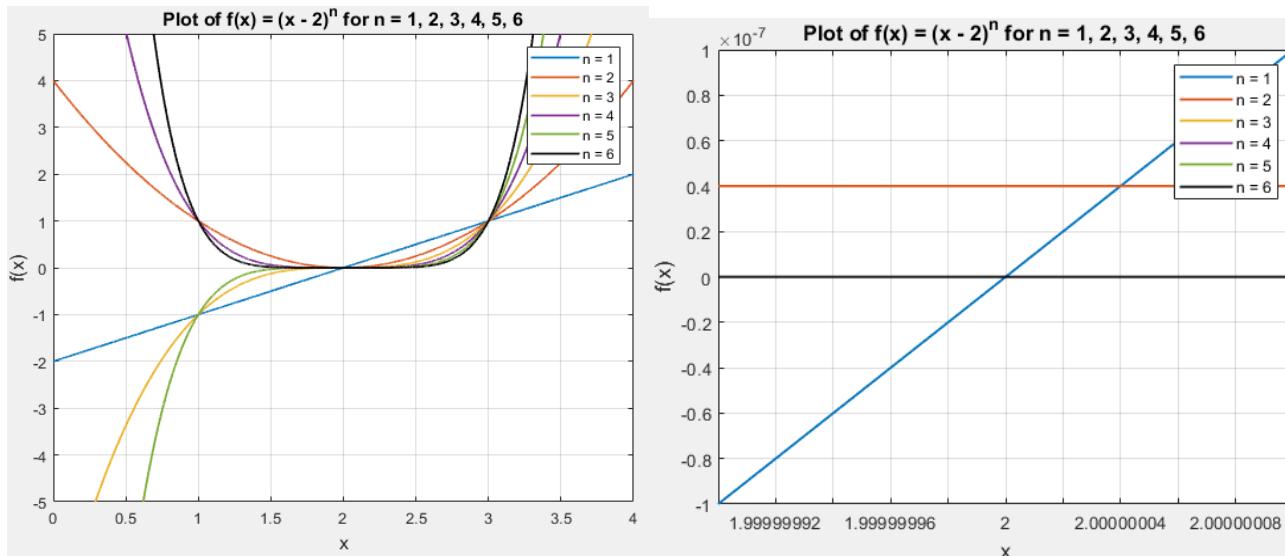 Plot of f(x) = (x - 2)^n for n = 1, 2, 3, 4, 5, 6
5
4
3
2
1
0
-1
-2
-3
-4
-5
f(x)
0 0.5 1 1.5 2 2.5 3 3.5 4
x
n = 1
n = 2
n = 3
n = 4
n = 5
n = 6
Plot of f(x) = (x - 2)^n for n = 1, 2, 3, 4, 5, 6
×10^-7
1
0.8
0.6
0.4
0.2
0
-0.2
-0.4
-0.6
-0.8
-1
f(x)
1.999999992 1.999999996 2 2.00000004 2.00000008
x
n = 1
n = 2
n = 3
n = 4
n = 5
n = 6